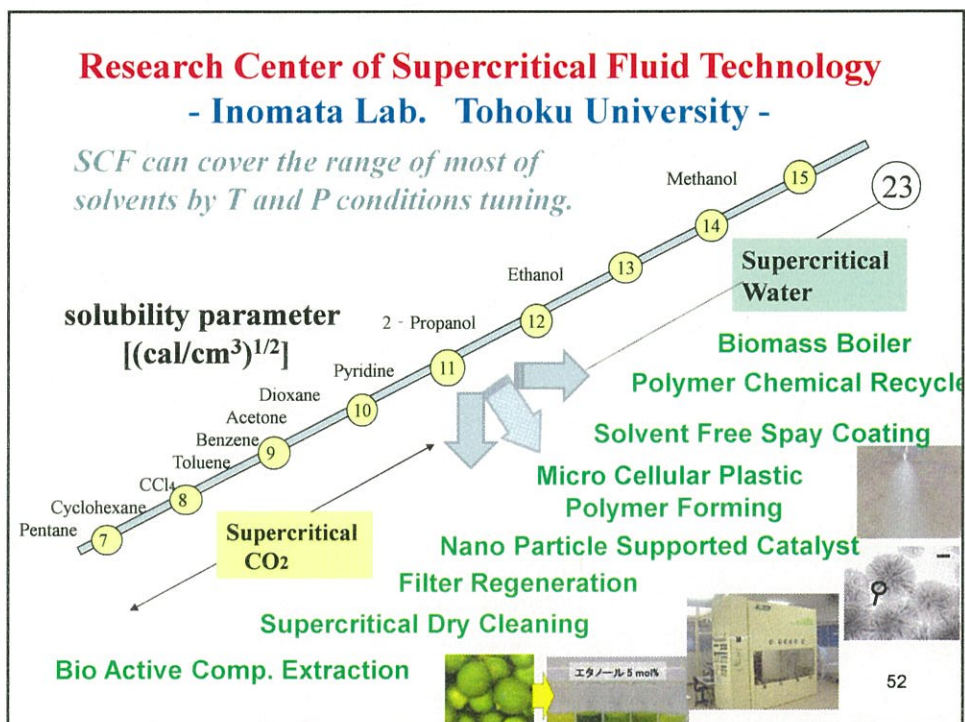 Research Center of Supercritical Fluid Technology
- Inomata Lab. Tohoku University -
SCF can cover the range of most of
solvents by T and P conditions tuning.
Methanol
15
23
14
Ethanol
13
Supercritical
Water
solubility parameter
[(cal/cm³)¹/²]
2 - Propanol
12
Biomass Boiler
Pyridine
11
Polymer Chemical Recycle
Dioxane
10
Acetone
Solvent Free Spay Coating
Benzene
9
Toluene
Micro Cellular Plastic
Polymer Forming
CCl₄
8
Cyclohexane
Pentane
7
Supercritical
CO₂
Nano Particle Supported Catalyst
Filter Regeneration
Supercritical Dry Cleaning
Bio Active Comp. Extraction
エタノール 5 mol%
52